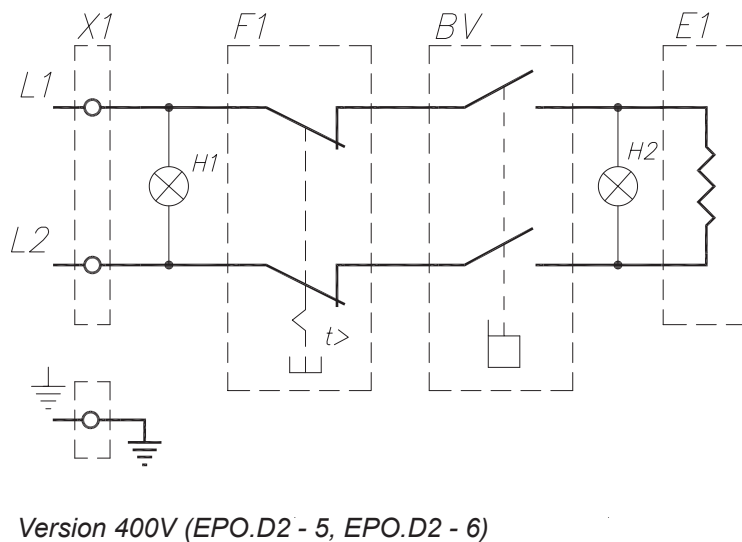 X1 F1 BV E1
L1
H1 H2
L2
t>
Version 400V (EPO.D2 - 5, EPO.D2 - 6)